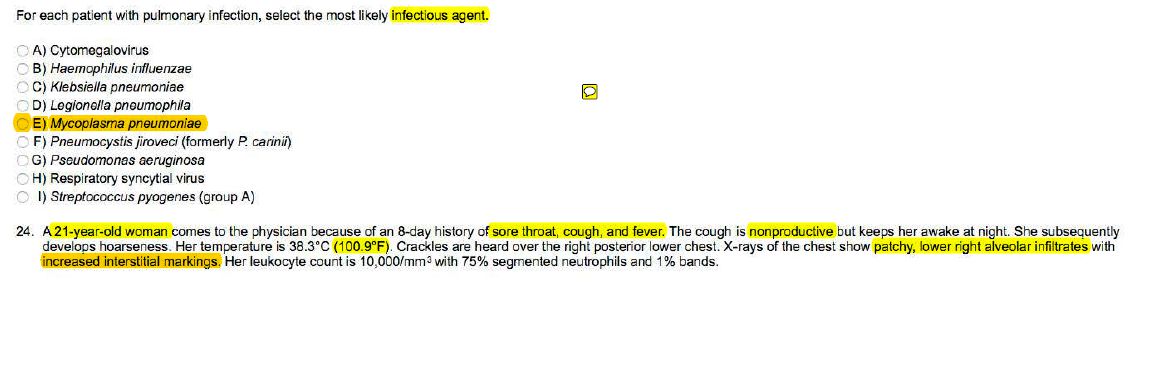 For each patient with pulmonary infection, select the most likely infectious agent.
A) Cytomegalovirus
B) Haemophilus influenzae
C) Klebsiella pneumoniae
D) Legionella pneumophila
E) Mycoplasma pneumoniae
F) Pneumocystis jiroveci (formerly P. carinii)
G) Pseudomonas aeruginosa
H) Respiratory syncytial virus
I) Streptococcus pyogenes (group A)
24. A 21-year-old woman comes to the physician because of an 8-day history of sore throat, cough, and fever. The cough is nonproductive but keeps her awake at night. She subsequently
develops hoarseness. Her temperature is 38.3°C (100.9°F). Crackles are heard over the right posterior lower chest. X-rays of the chest show patchy, lower right alveolar infiltrates with
increased interstitial markings. Her leukocyte count is 10,000/mm³ with 75% segmented neutrophils and 1% bands.